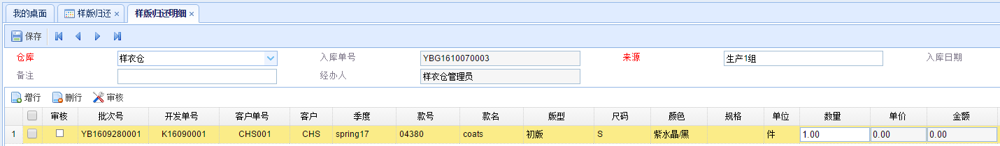 我的桌面 样版归还 × 样版归还明细 ×
保存
仓库 样衣仓 入库单号 YBG1610070003 来源 生产1组 入库日期
备注 经办人 样衣仓管理员
增行 删行 审核
审核 批次号 开发单号 客户单号 客户 季度 款号 款名 版型 尺码 颜色 规格 单位 数量 单价 金额
1 YB1609280001 K16090001 CHS001 CHS spring17 04380 coats 初版 S 紫水晶/黑 件 1.00 0.00 0.00